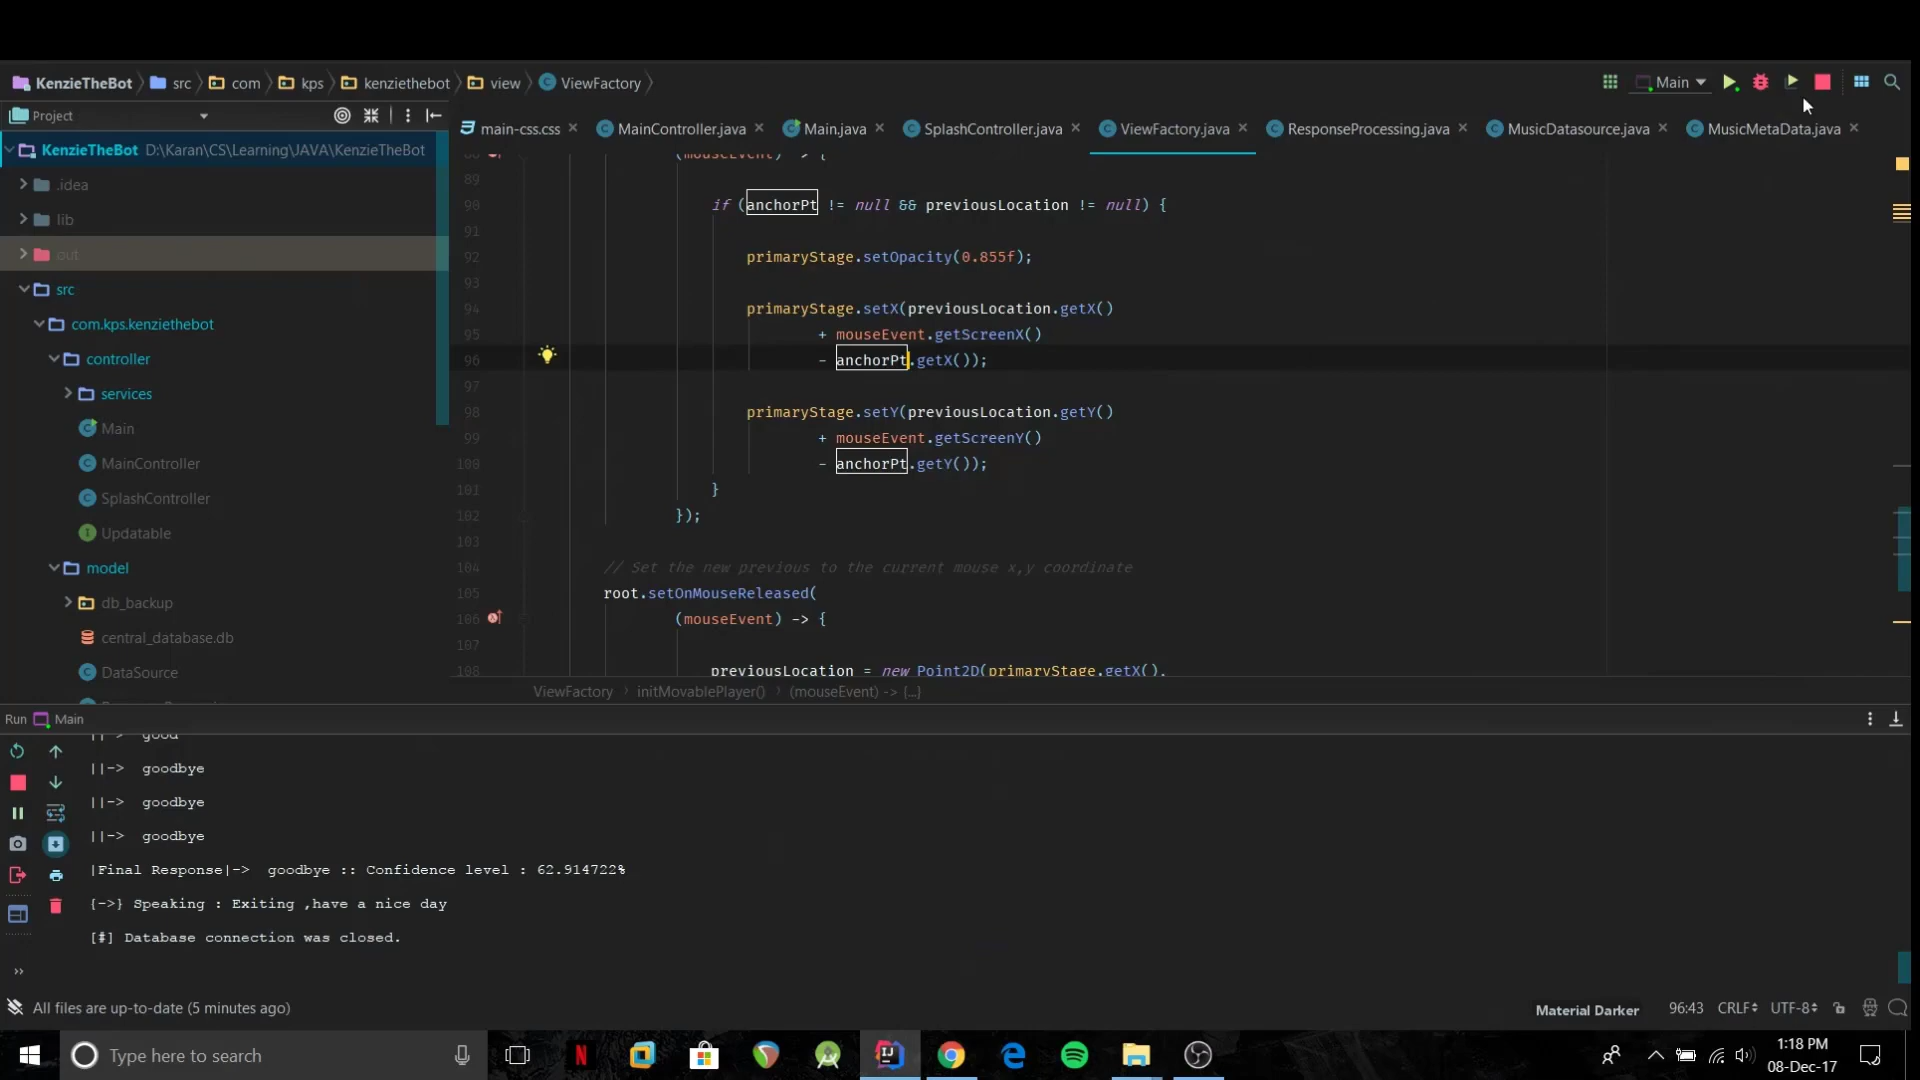 KenzieTheBot src com kps kenziethebot view ViewFactory Main
Project
main-css.css MainController.java Main.java SplashController.java ViewFactory.java ResponseProcessing.java MusicDatasource.java MusicMetaData.java
KenzieTheBot D:\Karan\CS\Learning\JAVA\KenzieTheBot
.idea
lib
out
src
com.kps.kenziethebot
controller
services
Main
MainController
SplashController
Updatable
model
db_backup
central_database.db
DataSource
(mouseEvent) -> {
89
90 if (anchorPt != null && previousLocation != null) {
91
92 primaryStage.setOpacity(0.855f);
93
94 primaryStage.setX(previousLocation.getX()
95 + mouseEvent.getScreenX()
96 - anchorPt.getX());
97
98 primaryStage.setY(previousLocation.getY()
99 + mouseEvent.getScreenY()
100 - anchorPt.getY());
101 }
102 });
103
104 // Set the new previous to the current mouse x,y coordinate
105 root.setOnMouseReleased(
106 (mouseEvent) -> {
107
108 previousLocation = new Point2D(primaryStage.getX(),
ViewFactory › initMovablePlayer() › (mouseEvent) -> {...}
Run Main
||-> good
||-> goodbye
||-> goodbye
||-> goodbye
|Final Response|-> goodbye :: Confidence level : 62.914722%
{->} Speaking : Exiting ,have a nice day
[#] Database connection was closed.
All files are up-to-date (5 minutes ago)
Material Darker 96:43 CRLF UTF-8
Type here to search
1:18 PM
08-Dec-17